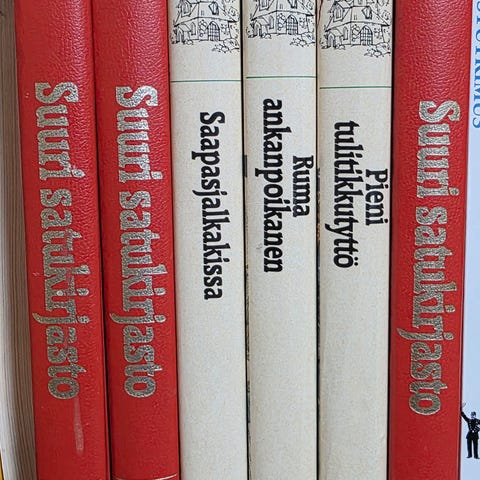 Suuri satukirjasto
Suuri satukirjasto
Saapasjalkakissa
Ruma
ankanpoikanen
Pieni
tulitikkutyttö
Suuri satukirjasto